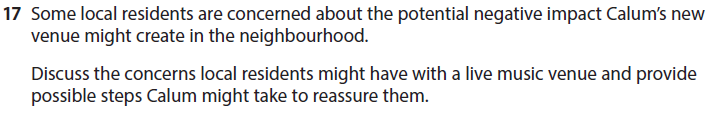 17 Some local residents are concerned about the potential negative impact Calum's new
venue might create in the neighbourhood.
Discuss the concerns local residents might have with a live music venue and provide
possible steps Calum might take to reassure them.